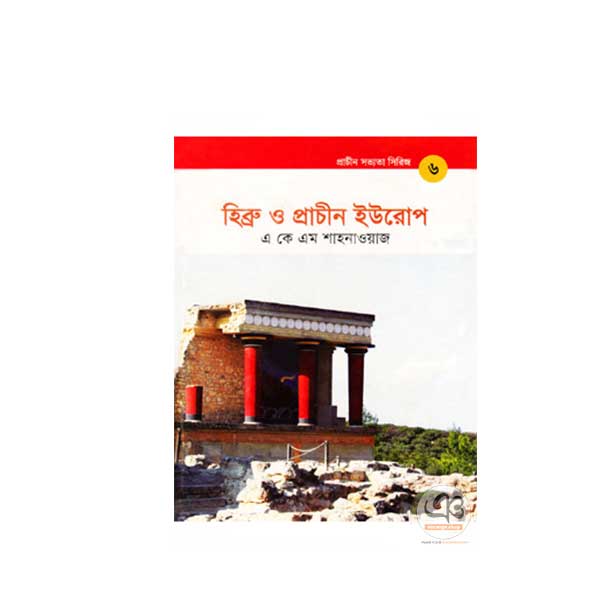 প্রাচীন সভ্যতা সিরিজ
৬
হিব্রু ও প্রাচীন ইউরোপ
এ কে এম শাহনাওয়াজ